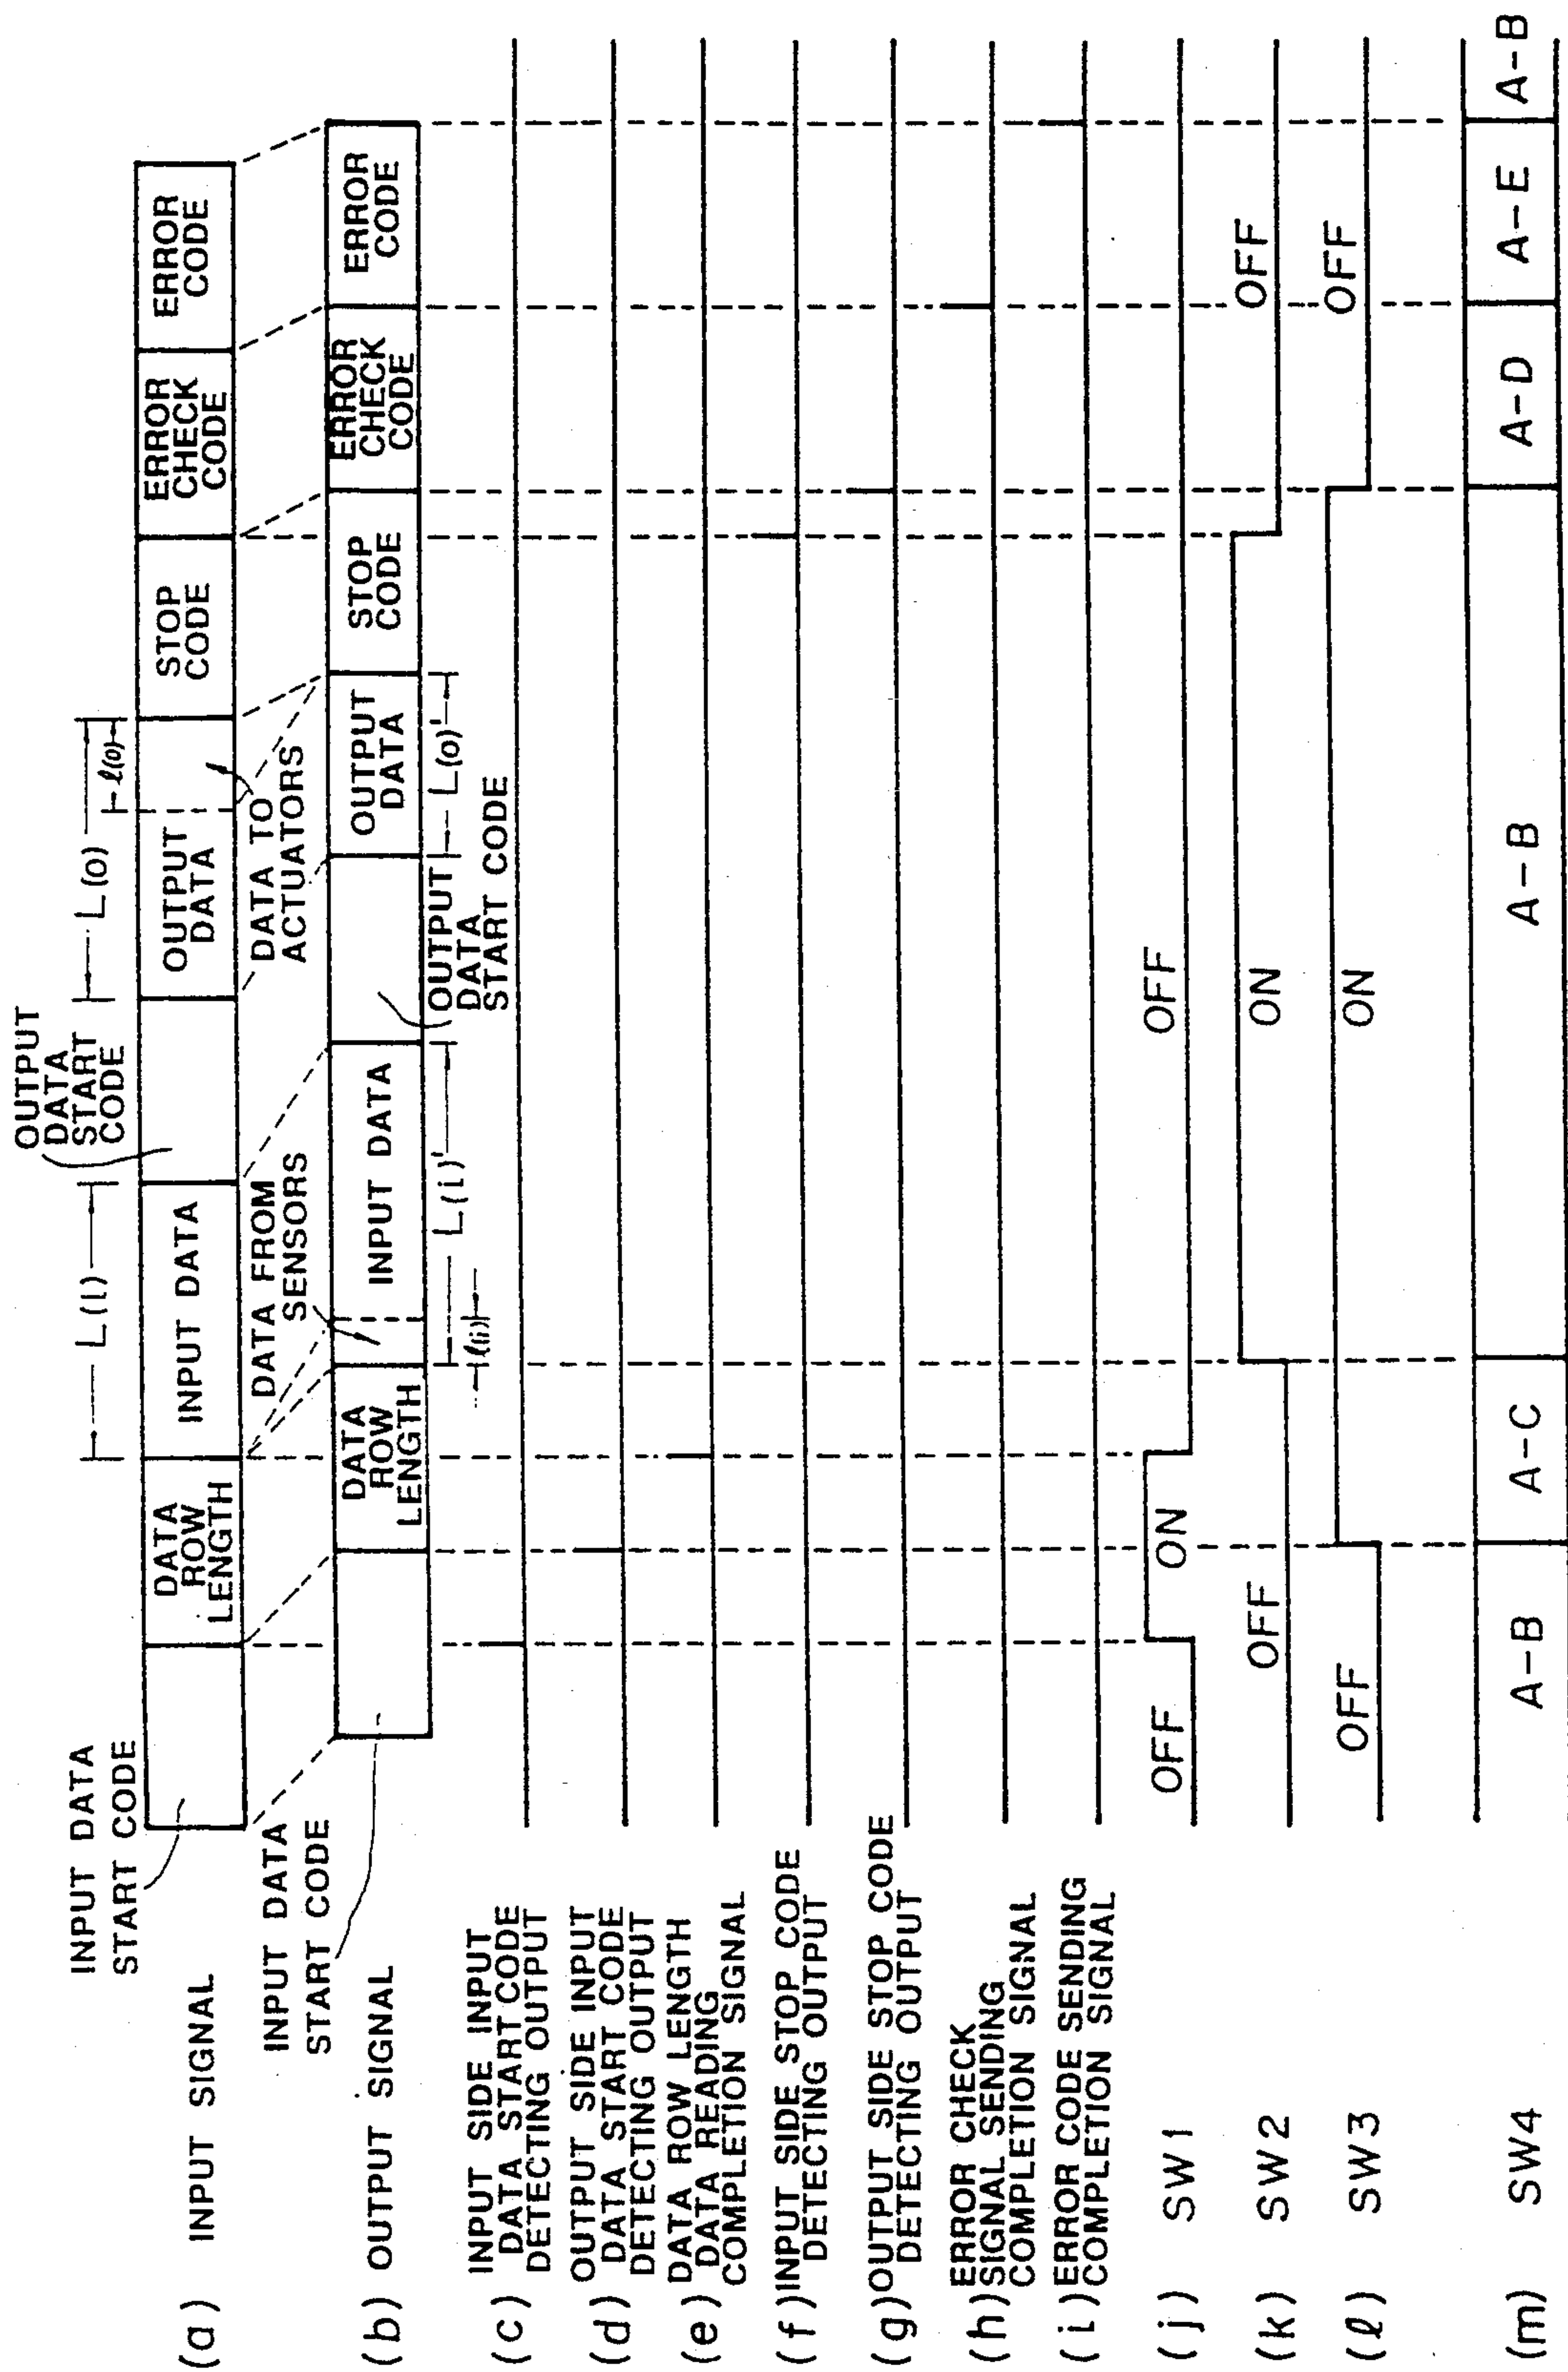 (a) INPUT SIGNAL
INPUT DATA
START CODE
DATA
ROW
LENGTH
INPUT DATA
L(i)
OUTPUT
DATA
START
CODE
OUTPUT
DATA
L(o)
ℓ(o)
STOP
CODE
ERROR
CHECK
CODE
ERROR
CODE
DATA FROM
SENSORS
DATA TO
ACTUATORS
(b) OUTPUT SIGNAL
INPUT DATA
START CODE
DATA
ROW
LENGTH
INPUT DATA
ℓ(i)
L(i)'
OUTPUT
DATA
START CODE
OUTPUT
DATA
L(o)'
STOP
CODE
ERROR
CHECK
CODE
ERROR
CODE
(c) INPUT SIDE INPUT
DATA START CODE
DETECTING OUTPUT
(d) OUTPUT SIDE INPUT
DATA START CODE
DETECTING OUTPUT
(e) DATA ROW LENGTH
DATA READING
COMPLETION SIGNAL
(f) INPUT SIDE STOP CODE
DETECTING OUTPUT
(g) OUTPUT SIDE STOP CODE
DETECTING OUTPUT
(h) ERROR CHECK
SIGNAL SENDING
COMPLETION SIGNAL
(i) ERROR CODE SENDING
COMPLETION SIGNAL
(j) SW1 OFF ON OFF
(k) SW2 OFF ON OFF
(ℓ) SW3 OFF ON OFF
(m) SW4 A-B A-C A-B A-D A-E A-B